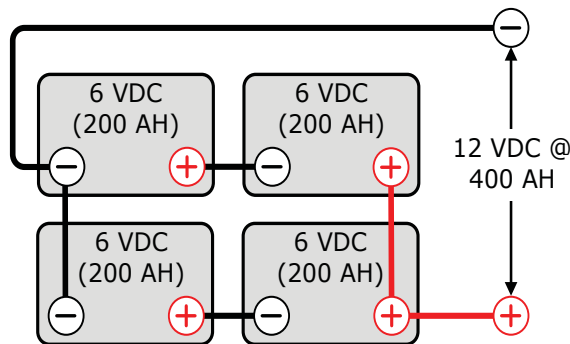 −
6 VDC
(200 AH)
6 VDC
(200 AH)
− + − +
12 VDC @
400 AH
6 VDC
(200 AH)
6 VDC
(200 AH)
− + − + +